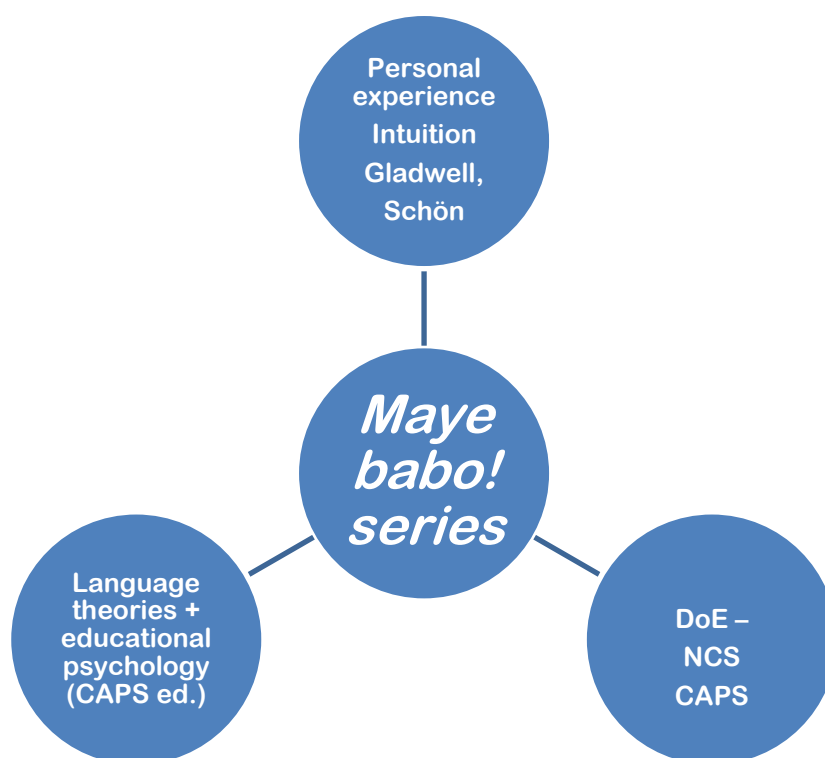 Personal
experience
Intuition
Gladwell,
Schön
Maye
babo!
series
Language
theories +
educational
psychology
(CAPS ed.)
DoE –
NCS
CAPS